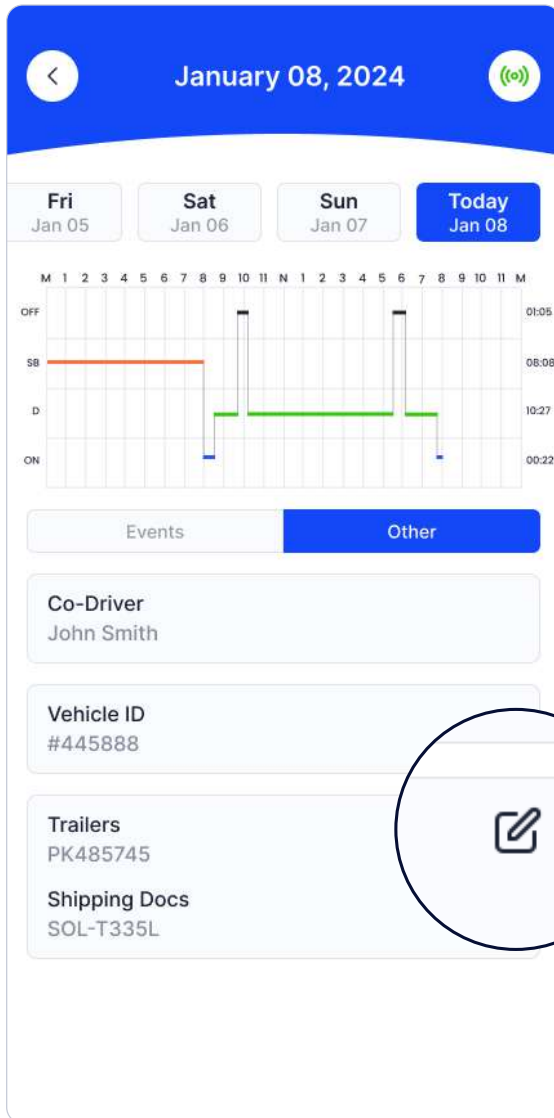 January 08, 2024
Fri Sat Sun Today
Jan 05 Jan 06 Jan 07 Jan 08
M 1 2 3 4 5 6 7 8 9 10 11 N 1 2 3 4 5 6 7 8 9 10 11 M
OFF 01:05
SB 08:08
D 10:27
ON 00:22
Events Other
Co-Driver
John Smith
Vehicle ID
#445888
Trailers
PK485745
Shipping Docs
SOL-T335L